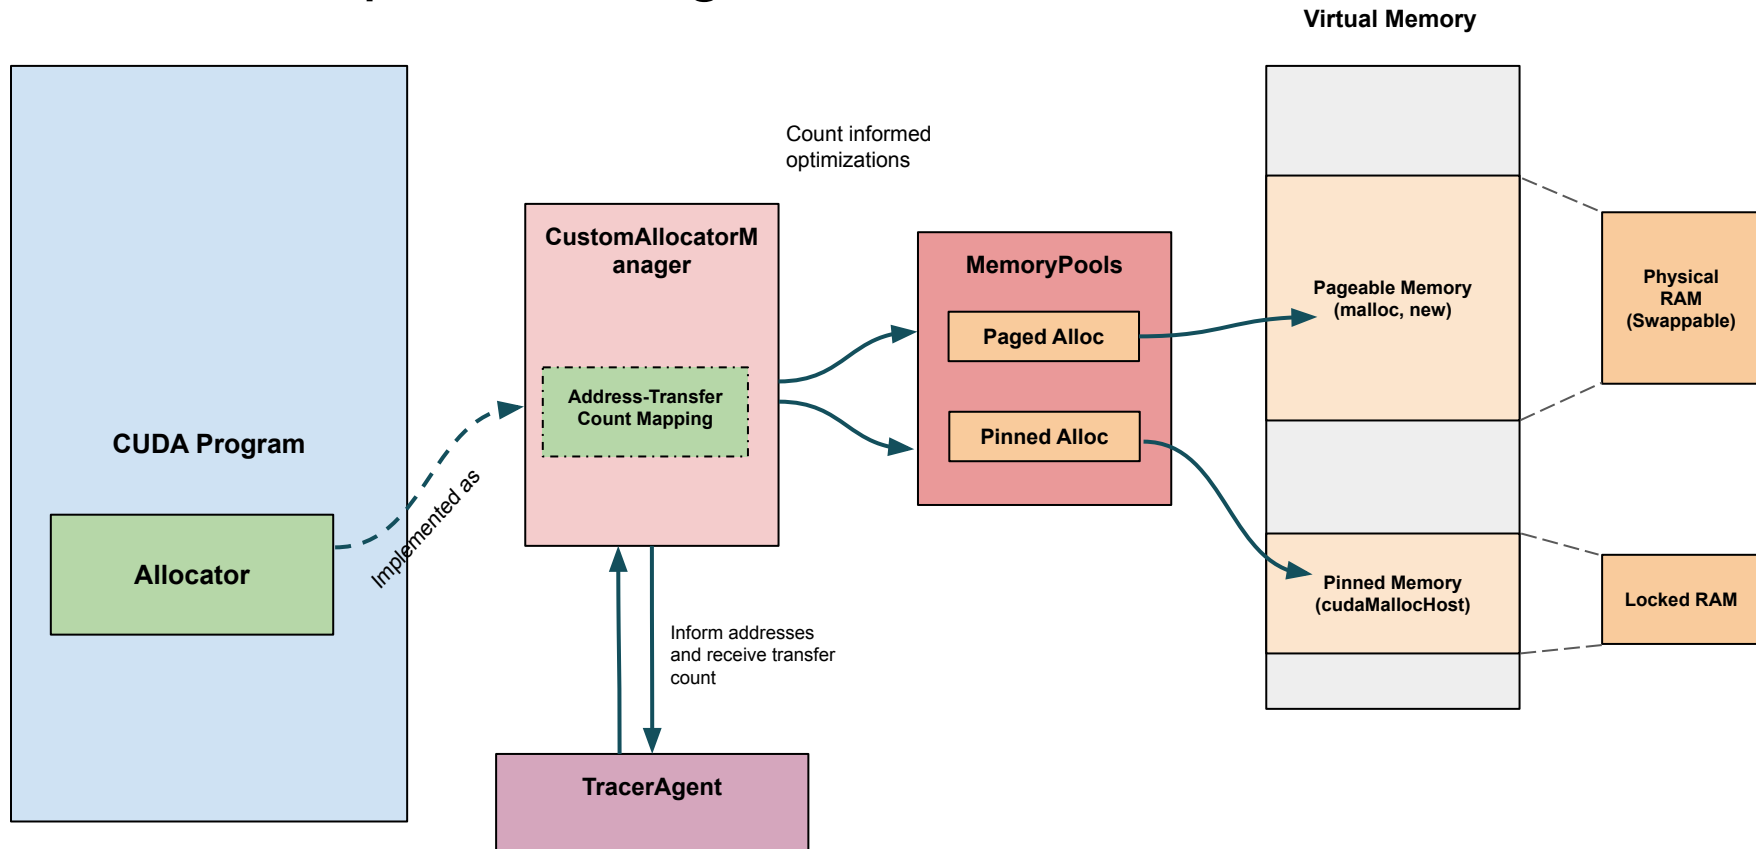 Virtual Memory
Count informed
optimizations
CustomAllocatorM
anager
MemoryPools
Pageable Memory
(malloc, new)
Physical
RAM
(Swappable)
Paged Alloc
Address-Transfer
Count Mapping
CUDA Program
Pinned Alloc
Implemented as
Allocator
Pinned Memory
(cudaMallocHost)
Locked RAM
Inform addresses
and receive transfer
count
TracerAgent